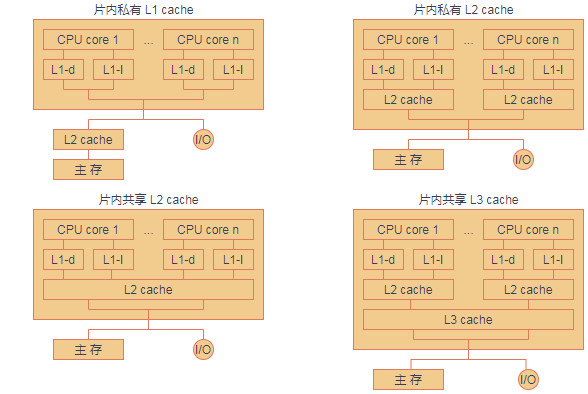 片内私有 L1 cache
CPU core 1 ... CPU core n
L1-d L1-I L1-d L1-I
L2 cache I/O
主 存
片内私有 L2 cache
CPU core 1 ... CPU core n
L1-d L1-I L1-d L1-I
L2 cache L2 cache
主 存 I/O
片内共享 L2 cache
CPU core 1 ... CPU core n
L1-d L1-I L1-d L1-I
L2 cache
主 存 I/O
片内共享 L3 cache
CPU core 1 ... CPU core n
L1-d L1-I L1-d L1-I
L2 cache L2 cache
L3 cache
主 存 I/O